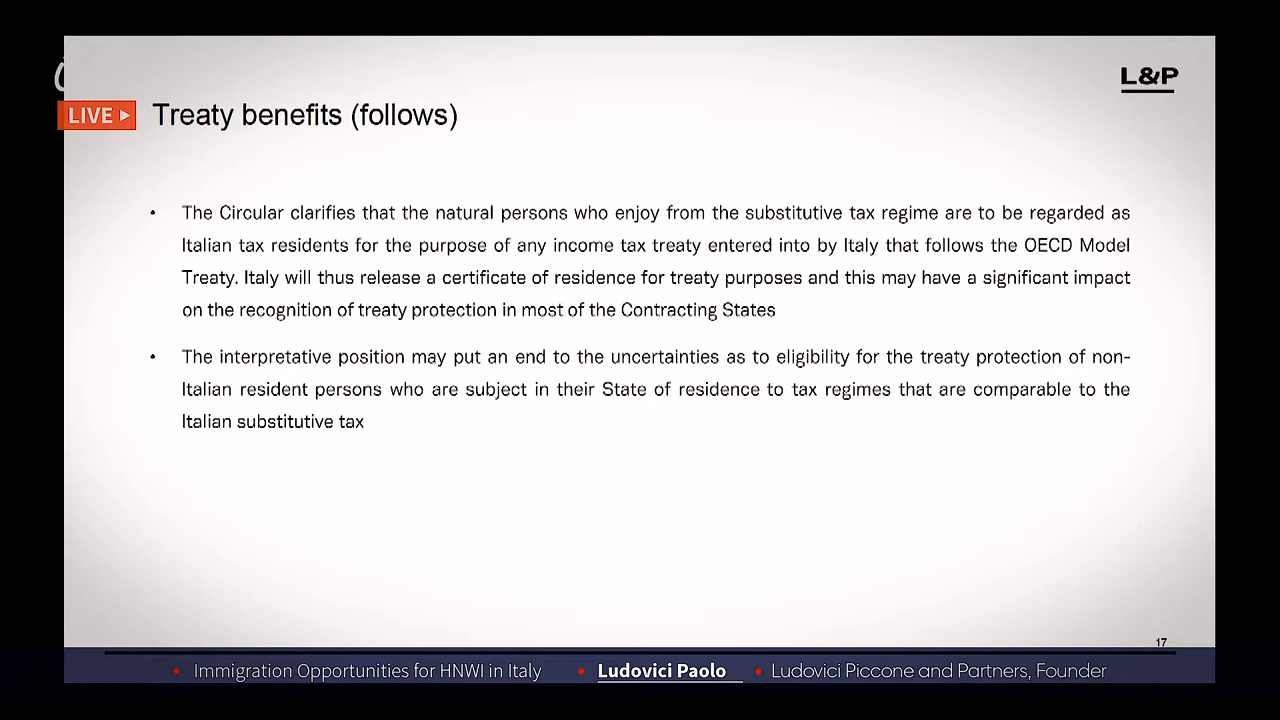 L&P
LIVE
Treaty benefits (follows)
• The Circular clarifies that the natural persons who enjoy from the substitutive tax regime are to be regarded as
Italian tax residents for the purpose of any income tax treaty entered into by Italy that follows the OECD Model
Treaty. Italy will thus release a certificate of residence for treaty purposes and this may have a significant impact
on the recognition of treaty protection in most of the Contracting States
• The interpretative position may put an end to the uncertainties as to eligibility for the treaty protection of non-
Italian resident persons who are subject in their State of residence to tax regimes that are comparable to the
Italian substitutive tax
17
• Immigration Opportunities for HNWI in Italy • Ludovici Paolo • Ludovici Piccone and Partners, Founder